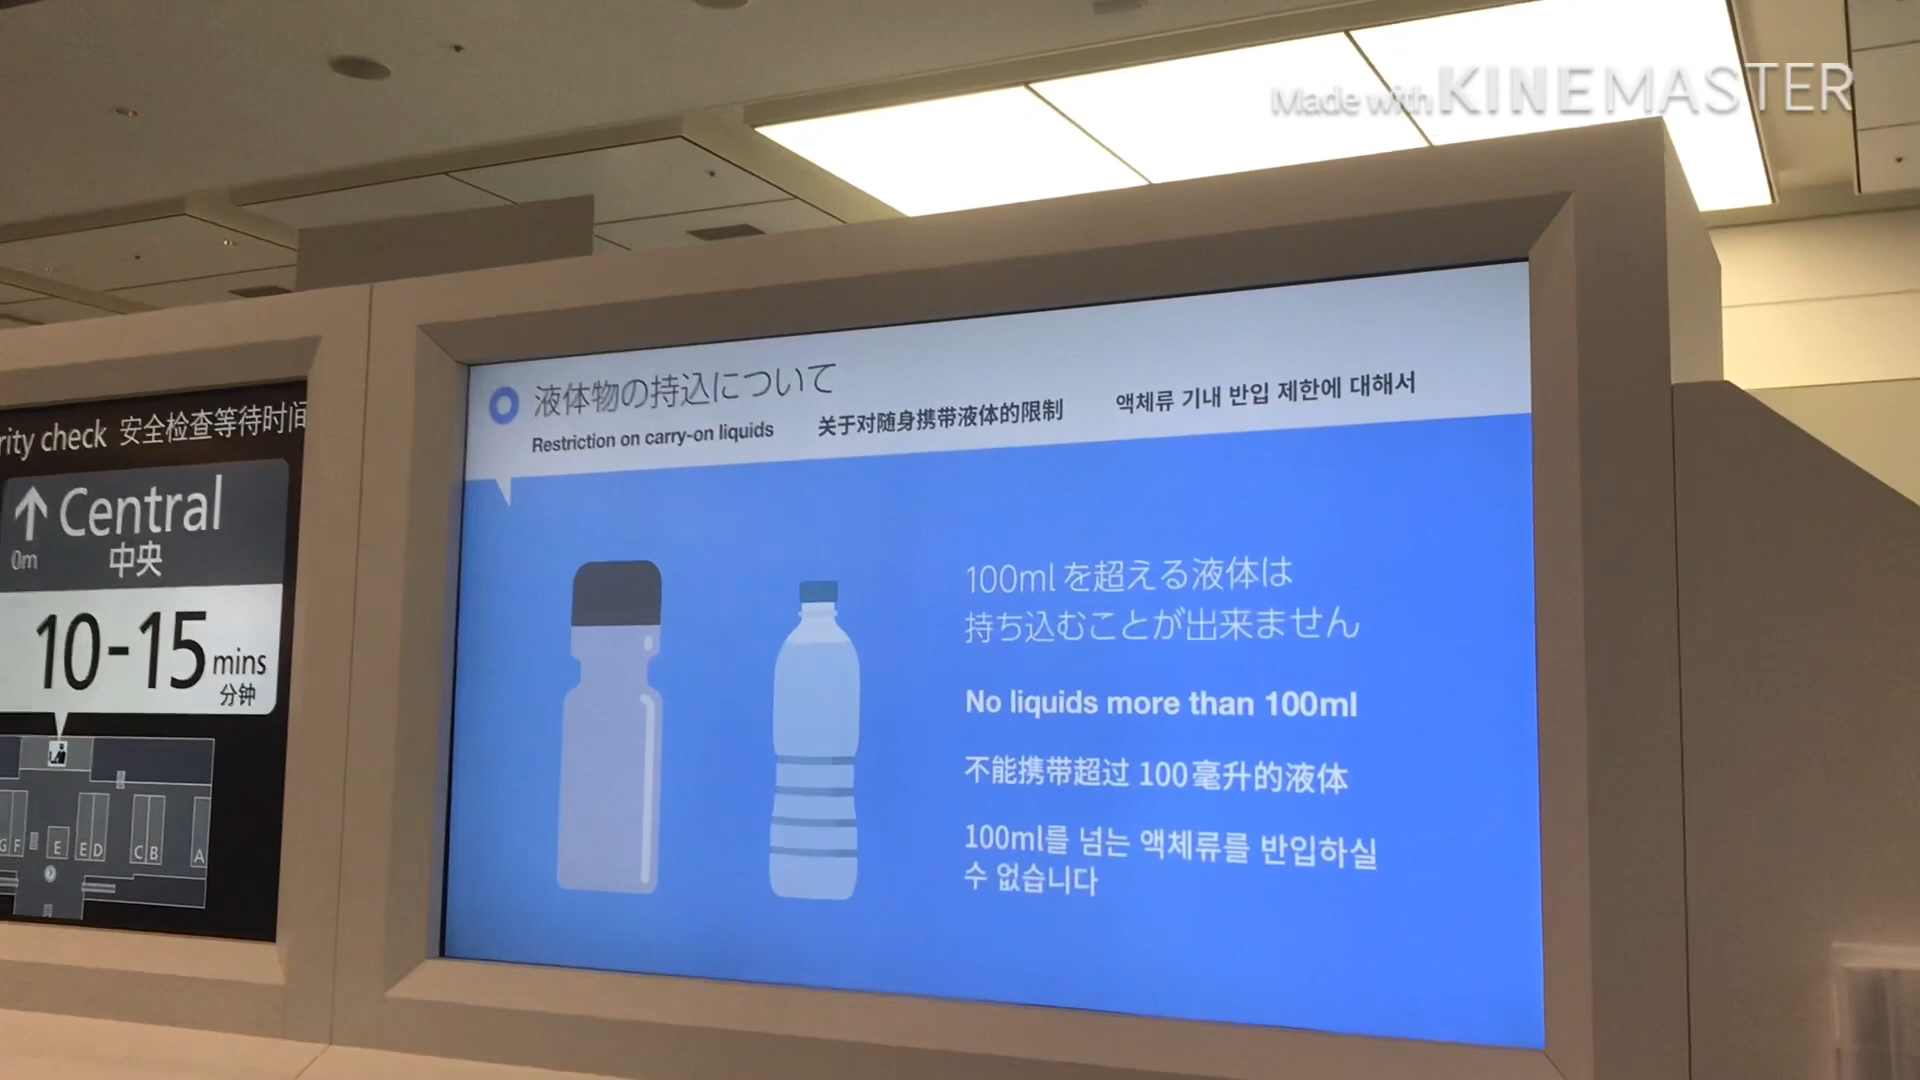 Made with KINEMASTER
rity check 安全检查等待时间
Central
0m
中央
10-15 mins
分钟
G F E E D C B A
液体物の持込について
Restriction on carry-on liquids 关于对随身携带液体的限制 액체류 기내 반입 제한에 대해서
100mlを超える液体は
持ち込むことが出来ません
No liquids more than 100ml
不能携带超过 100毫升的液体
100ml를 넘는 액체류를 반입하실
수 없습니다